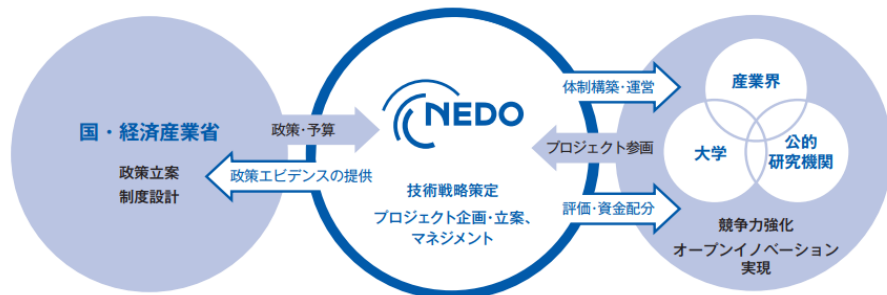 国・経済産業省
政策立案
制度設計
政策・予算
政策エビデンスの提供
NEDO
技術戦略策定
プロジェクト企画・立案、
マネジメント
体制構築・運営
プロジェクト参画
評価・資金配分
産業界
大学
公的
研究機関
競争力強化
オープンイノベーション
実現